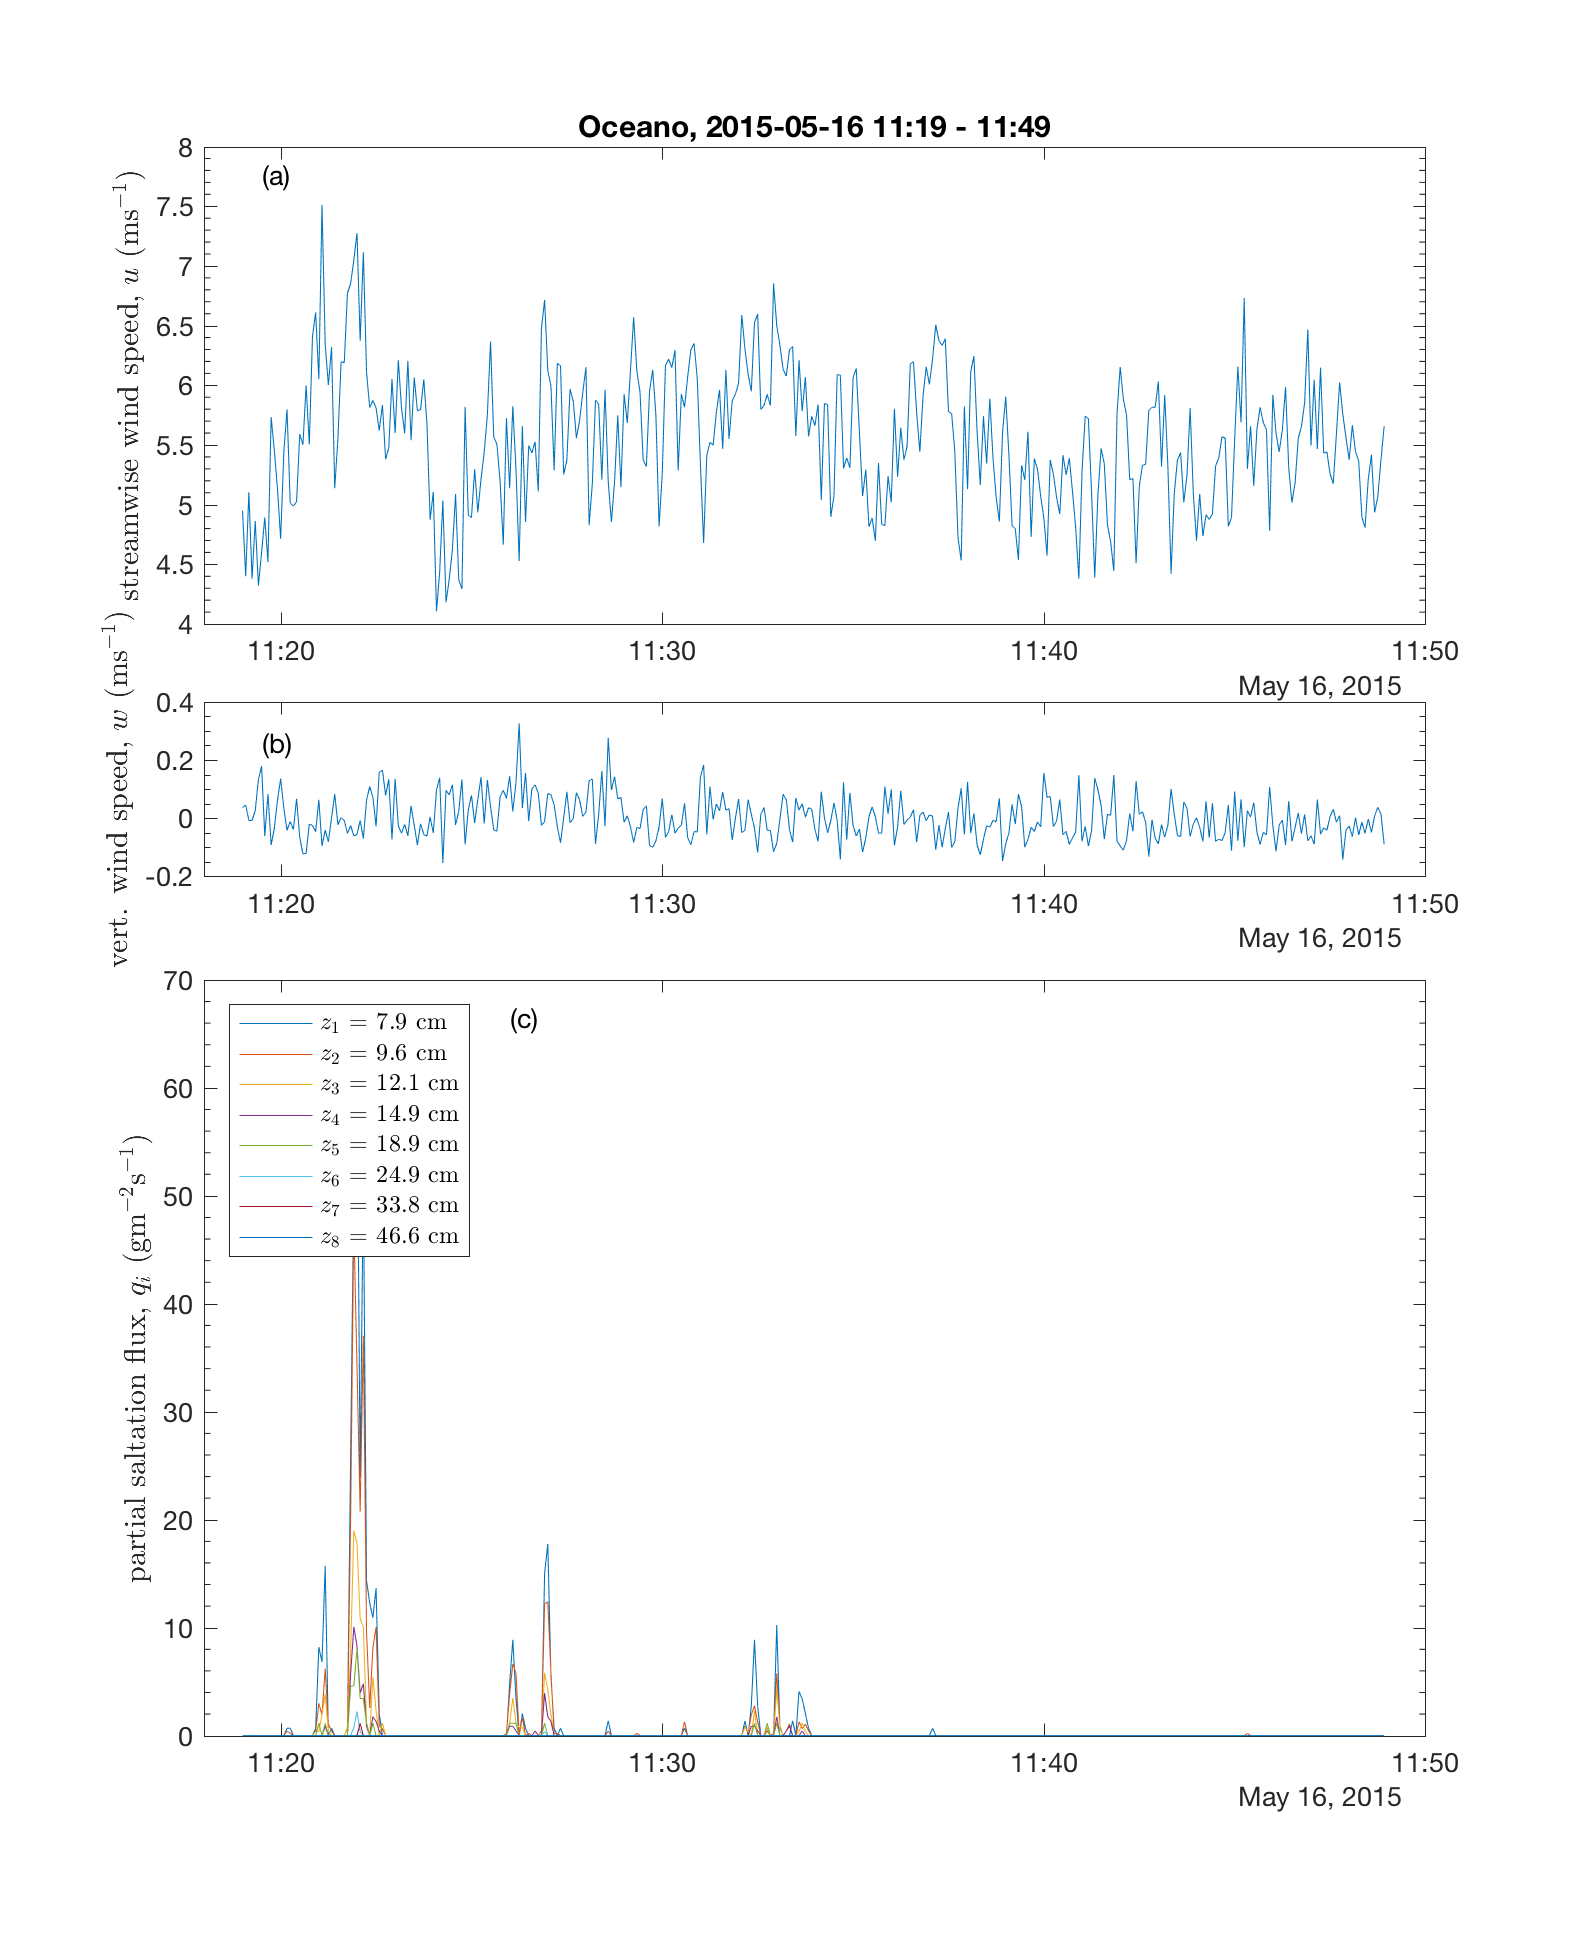 Oceano, 2015-05-16 11:19 - 11:49
(a)
streamwise wind speed, u (ms⁻¹)
8
7.5
7
6.5
6
5.5
5
4.5
4
11:20 11:30 11:40 11:50
May 16, 2015
(b)
vert. wind speed, w (ms⁻¹)
0.4
0.2
0
-0.2
11:20 11:30 11:40 11:50
May 16, 2015
(c)
partial saltation flux, qᵢ (gm⁻²s⁻¹)
70
60
50
40
30
20
10
0
z₁ = 7.9 cm
z₂ = 9.6 cm
z₃ = 12.1 cm
z₄ = 14.9 cm
z₅ = 18.9 cm
z₆ = 24.9 cm
z₇ = 33.8 cm
z₈ = 46.6 cm
11:20 11:30 11:40 11:50
May 16, 2015